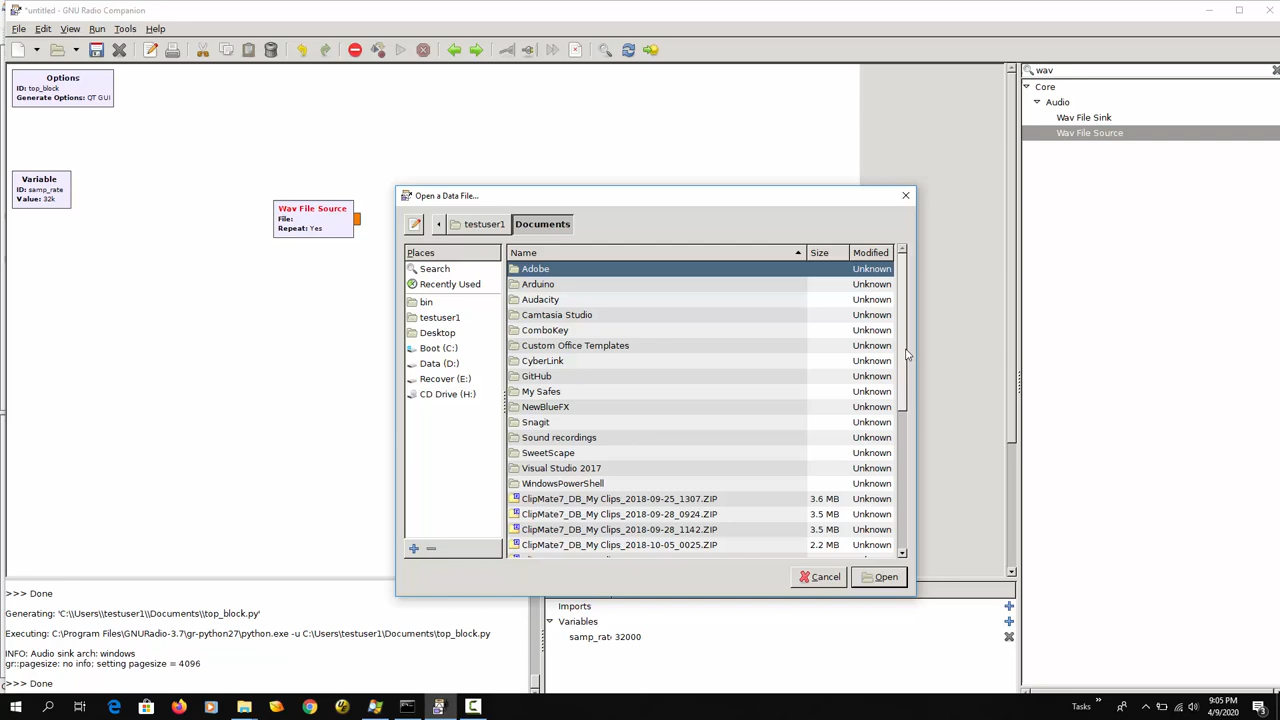 *untitled - GNU Radio Companion
File Edit View Run Tools Help
Options
ID: top_block
Generate Options: QT GUI
Variable
ID: samp_rate
Value: 32k
Wav File Source
File:
Repeat: Yes
wav
Core
Audio
Wav File Sink
Wav File Source
Open a Data File...
testuser1 Documents
Places
Search
Recently Used
bin
testuser1
Desktop
Boot (C:)
Data (D:)
Recover (E:)
CD Drive (H:)
Name Size Modified
Adobe Unknown
Arduino Unknown
Audacity Unknown
Camtasia Studio Unknown
ComboKey Unknown
Custom Office Templates Unknown
CyberLink Unknown
GitHub Unknown
My Safes Unknown
NewBlueFX Unknown
Snagit Unknown
Sound recordings Unknown
SweetScape Unknown
Visual Studio 2017 Unknown
WindowsPowerShell Unknown
ClipMate7_DB_My Clips_2018-09-25_1307.ZIP 3.6 MB Unknown
ClipMate7_DB_My Clips_2018-09-28_0924.ZIP 3.5 MB Unknown
ClipMate7_DB_My Clips_2018-09-28_1142.ZIP 3.5 MB Unknown
ClipMate7_DB_My Clips_2018-10-05_0025.ZIP 2.2 MB Unknown
Cancel Open
>>> Done
Generating: 'C:\\Users\\testuser1\\Documents\\top_block.py'
Executing: C:\Program Files\GNURadio-3.7\gr-python27\python.exe -u C:\Users\testuser1\Documents\top_block.py
INFO: Audio sink arch: windows
gr::pagesize: no info; setting pagesize = 4096
>>> Done
Imports
Variables
samp_rat 32000
Tasks
9:05 PM
4/9/2020
3